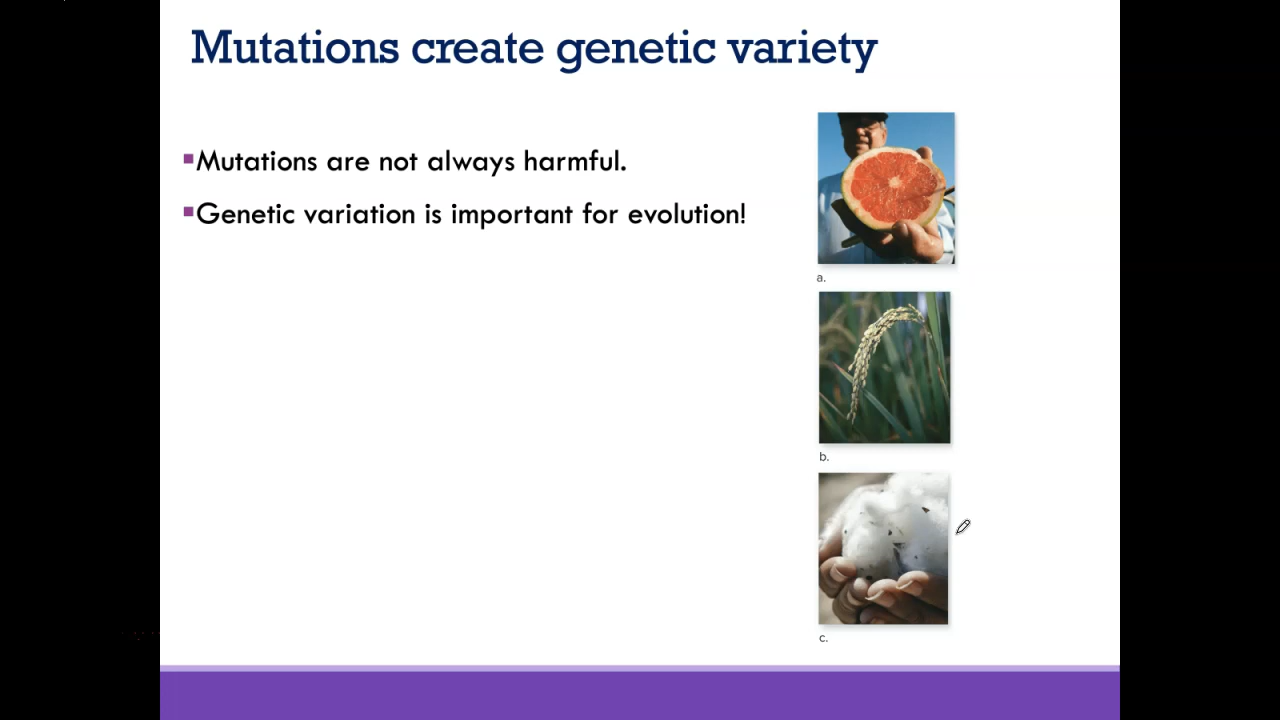 Mutations create genetic variety
▪Mutations are not always harmful.
▪Genetic variation is important for evolution!
a.
b.
c.